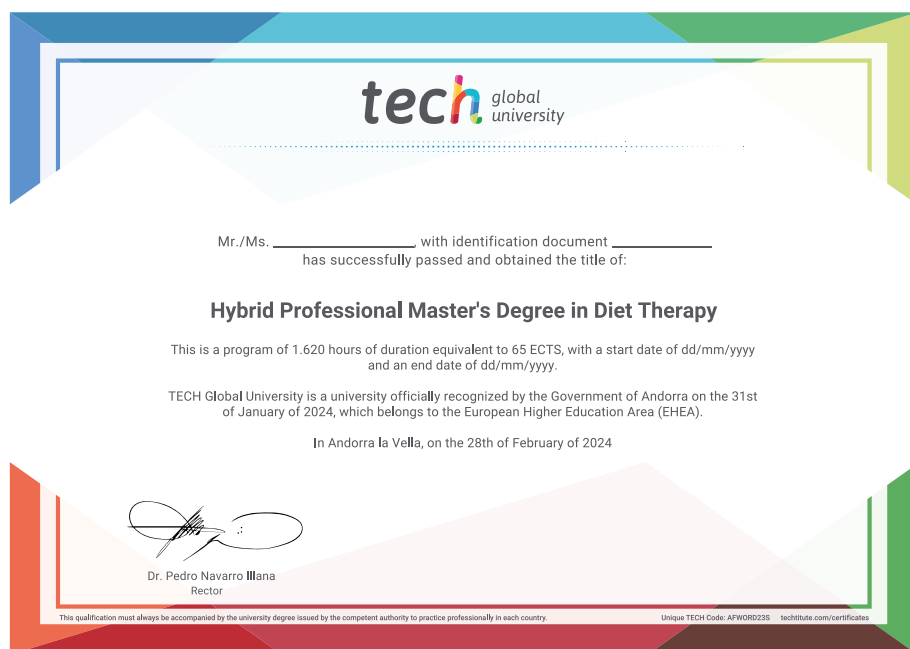 tech global
university
Mr./Ms. ____________, with identification document ____________
has successfully passed and obtained the title of:
Hybrid Professional Master's Degree in Diet Therapy
This is a program of 1.620 hours of duration equivalent to 65 ECTS, with a start date of dd/mm/yyyy
and an end date of dd/mm/yyyy.
TECH Global University is a university officially recognized by the Government of Andorra on the 31st
of January of 2024, which belongs to the European Higher Education Area (EHEA).
In Andorra la Vella, on the 28th of February of 2024
Dr. Pedro Navarro Illana
Rector
This qualification must always be accompanied by the university degree issued by the competent authority to practice professionally in each country. Unique TECH Code: AFWORD23S techtitute.com/certificates